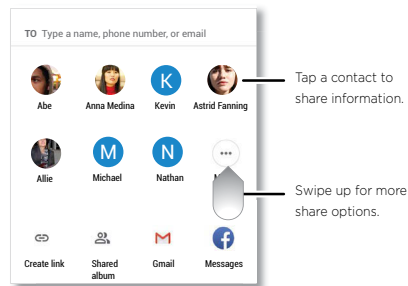 TO Type a name, phone number, or email
Abe Anna Medina Kevin Astrid Fanning
K
Tap a contact to
share information.
M N
Allie Michael Nathan
Swipe up for more
share options.
Create link Shared album Gmail Messages